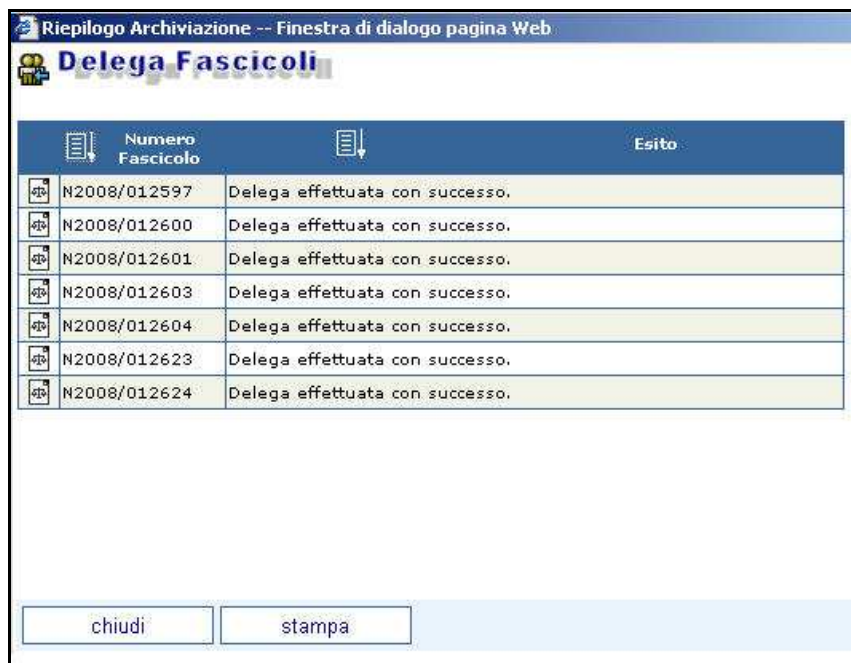 Riepilogo Archiviazione -- Finestra di dialogo pagina Web
Delega Fascicoli
Numero Fascicolo Esito
N2008/012597 Delega effettuata con successo.
N2008/012600 Delega effettuata con successo.
N2008/012601 Delega effettuata con successo.
N2008/012603 Delega effettuata con successo.
N2008/012604 Delega effettuata con successo.
N2008/012623 Delega effettuata con successo.
N2008/012624 Delega effettuata con successo.
chiudi stampa